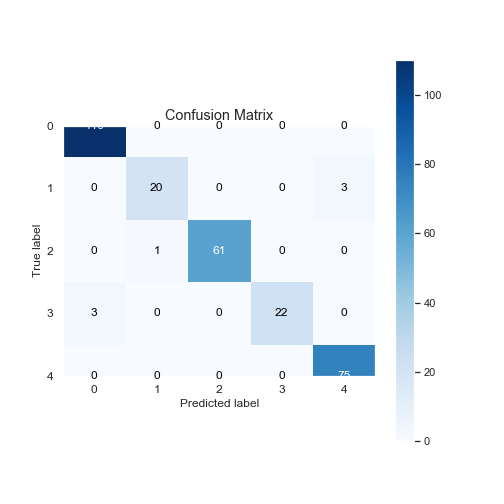 Confusion Matrix
0 0 0 0 0
1 0 20 0 0 3
2 0 1 61 0 0
3 3 0 0 22 0
4 0 0 0 0 75
0 1 2 3 4
Predicted label
True label
100
80
60
40
20
0